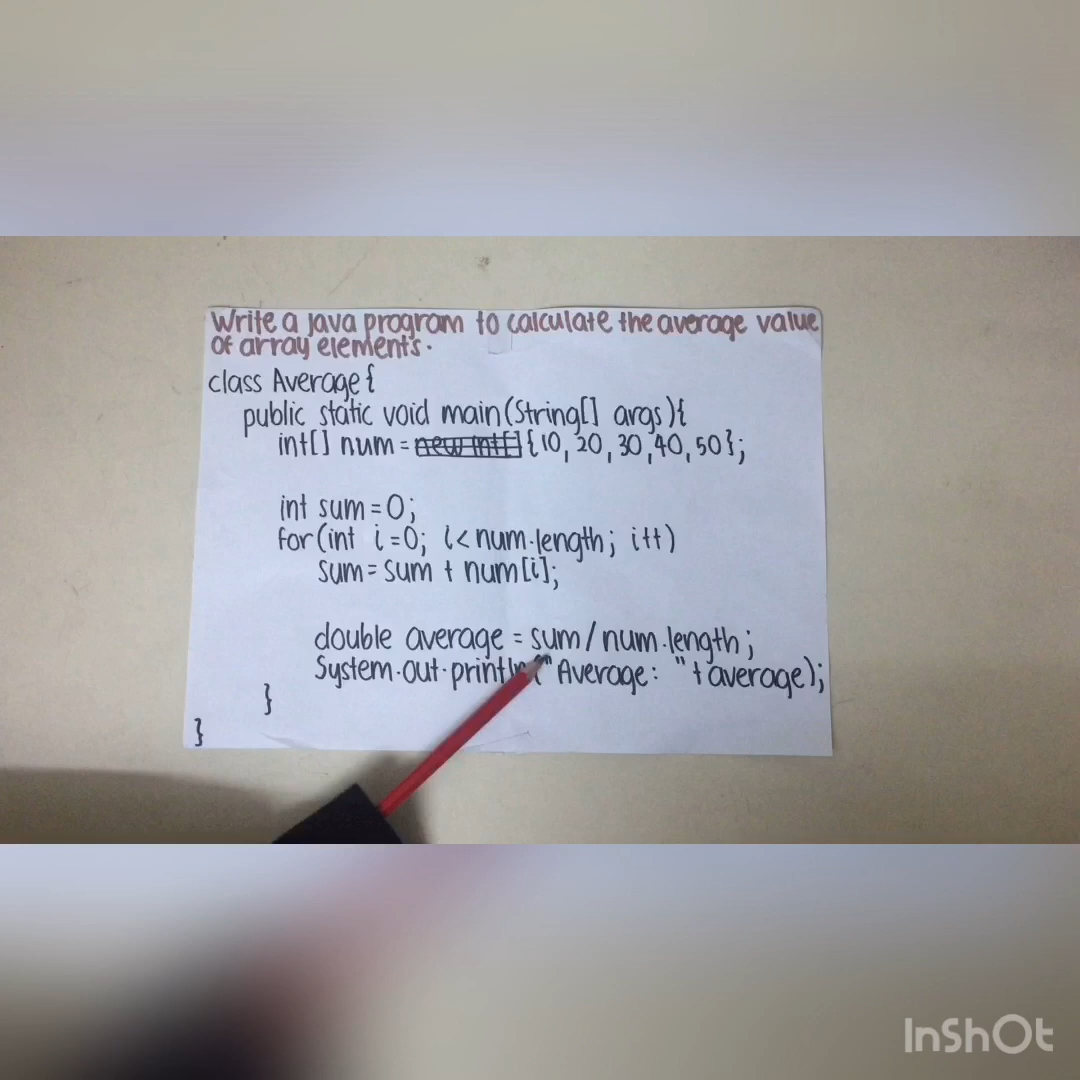 Write a java program to calculate the average value
of array elements.
class Average{
public static void main(String[] args){
int[] num = {10, 20, 30, 40, 50};
int sum = 0;
for(int i = 0; i < num.length; i++)
sum = sum + num[i];
double average = sum / num.length;
System.out.println("Average: " + average);
}
}
InShOt